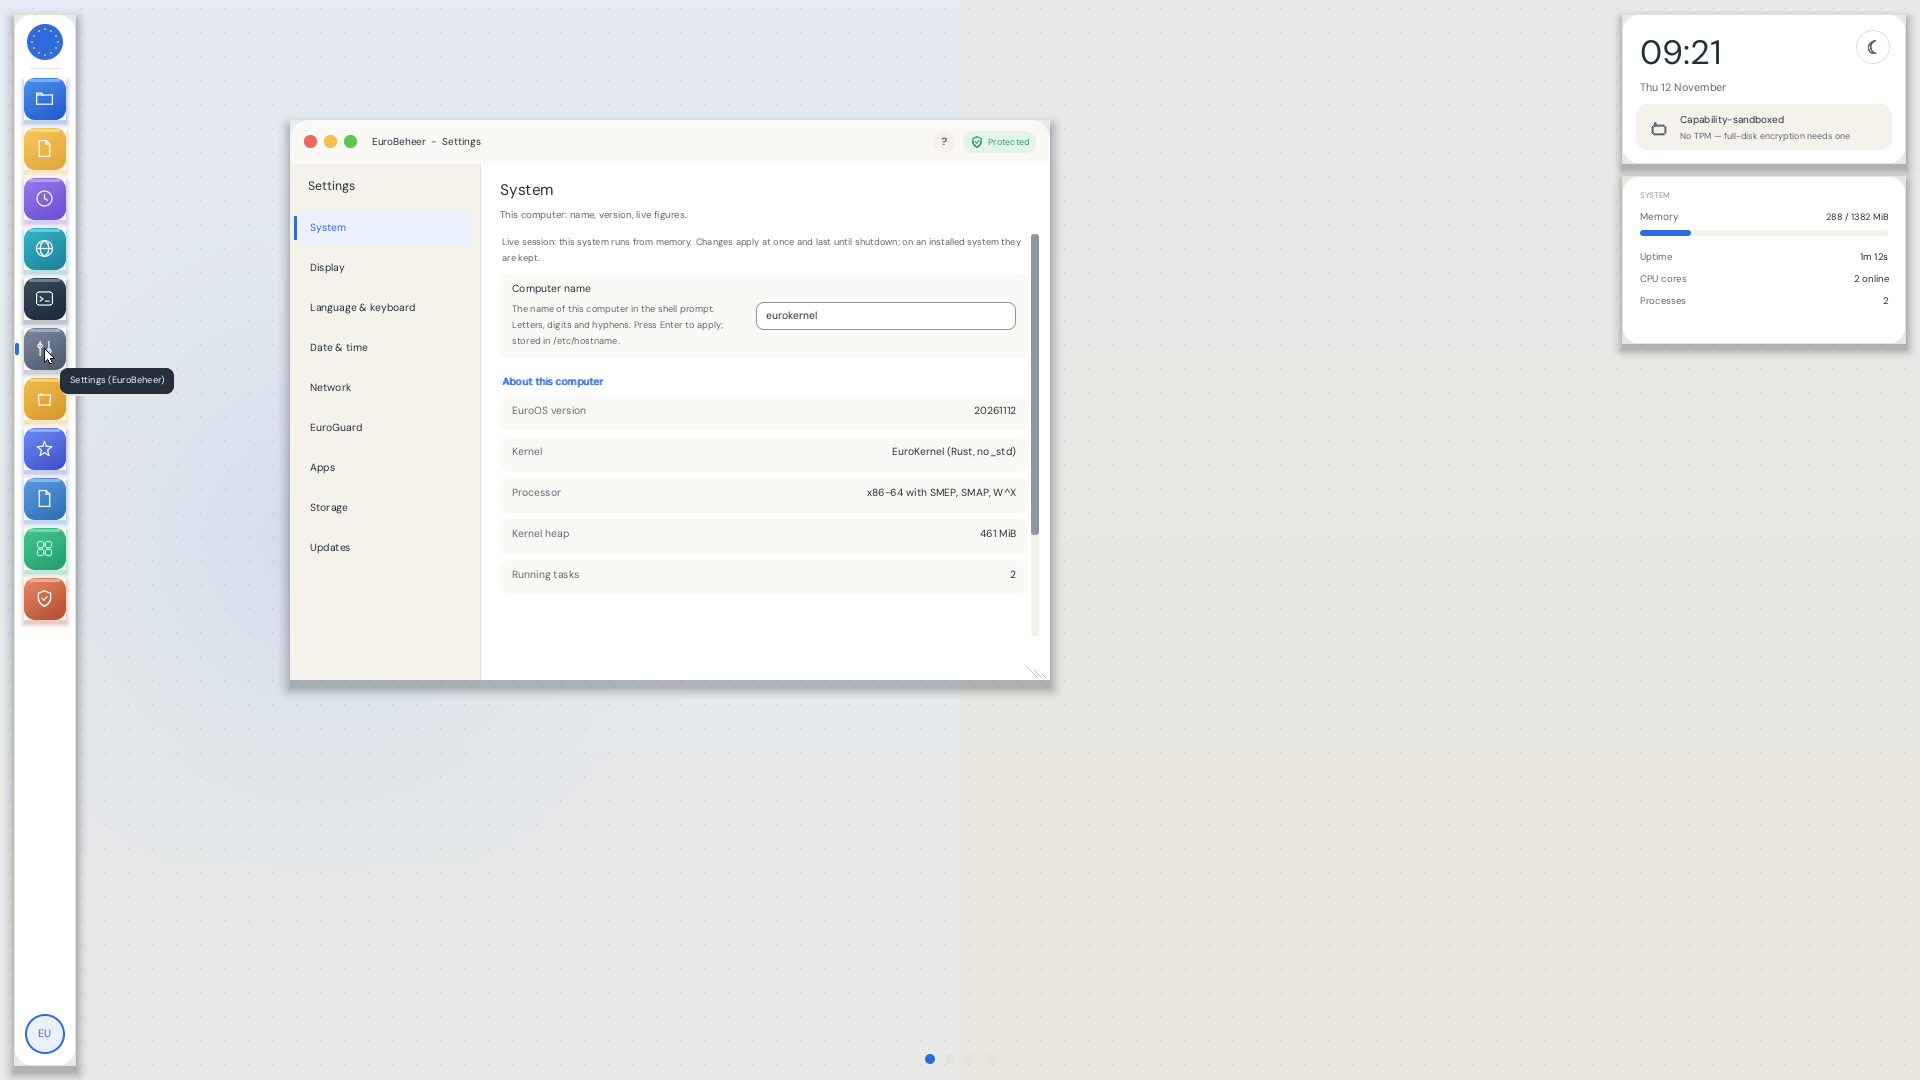 EuroBeheer - Settings
?
Protected
Settings
System
Display
Language & keyboard
Date & time
Network
EuroGuard
Apps
Storage
Updates
System
This computer: name, version, live figures.
Live session: this system runs from memory. Changes apply at once and last until shutdown; on an installed system they
are kept.
Computer name
The name of this computer in the shell prompt.
Letters, digits and hyphens. Press Enter to apply;
stored in /etc/hostname.
eurokernel
About this computer
EuroOS version 20261112
Kernel EuroKernel (Rust, no_std)
Processor x86-64 with SMEP, SMAP, W^X
Kernel heap 461 MiB
Running tasks 2
Settings (EuroBeheer)
EU
09:21
Thu 12 November
Capability-sandboxed
No TPM — full-disk encryption needs one
SYSTEM
Memory 288 / 1382 MiB
Uptime 1m 12s
CPU cores 2 online
Processes 2